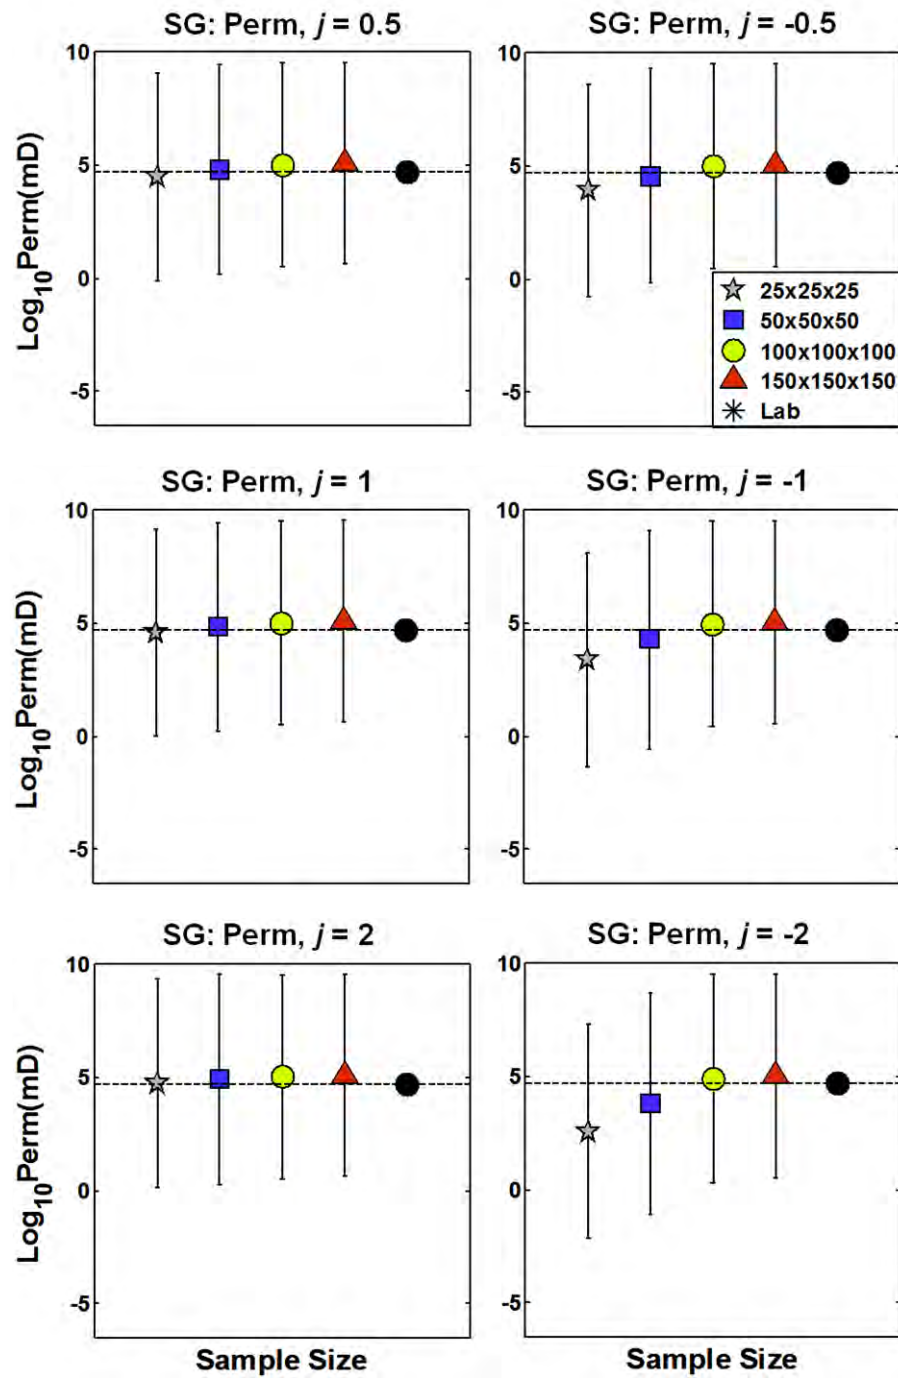 SG: Perm, j = 0.5
SG: Perm, j = -0.5
10
5
0
-5
Log10Perm(mD)
10
5
0
-5
25x25x25
50x50x50
100x100x100
150x150x150
Lab
SG: Perm, j = 1
SG: Perm, j = -1
10
5
0
-5
Log10Perm(mD)
10
5
0
-5
SG: Perm, j = 2
SG: Perm, j = -2
10
5
0
-5
Log10Perm(mD)
10
5
0
-5
Sample Size
Sample Size